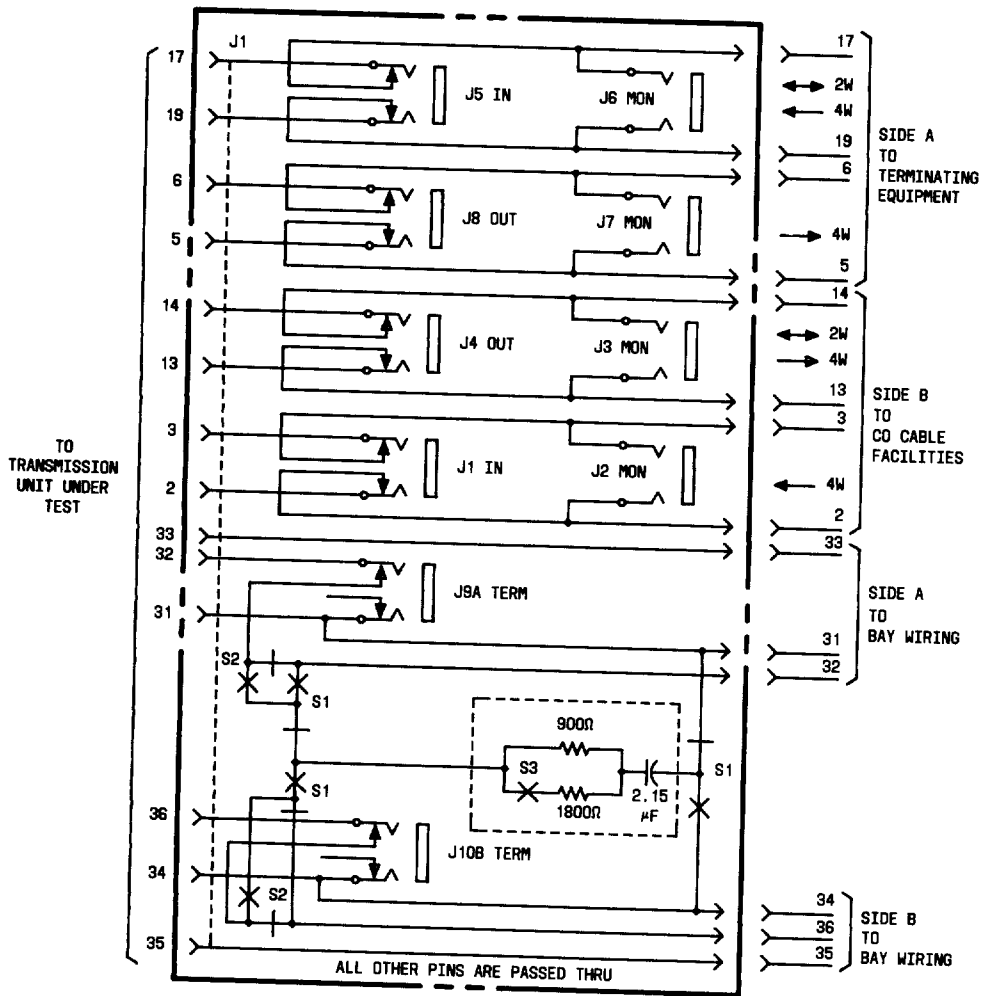 J1
17
19
6
5
14
13
3
2
33
32
31
36
34
35
TO
TRANSMISSION
UNIT UNDER
TEST
J5 IN
J6 MON
J8 OUT
J7 MON
J4 OUT
J3 MON
J1 IN
J2 MON
J9A TERM
S2
S1
S1
900Ω
S3
1800Ω
2.15
µF
S1
J10B TERM
S2
ALL OTHER PINS ARE PASSED THRU
17
2W
4W
19
6
4W
5
SIDE A
TO
TERMINATING
EQUIPMENT
14
2W
4W
13
3
4W
2
SIDE B
TO
CO CABLE
FACILITIES
33
31
32
SIDE A
TO
BAY WIRING
34
36
35
SIDE B
TO
BAY WIRING